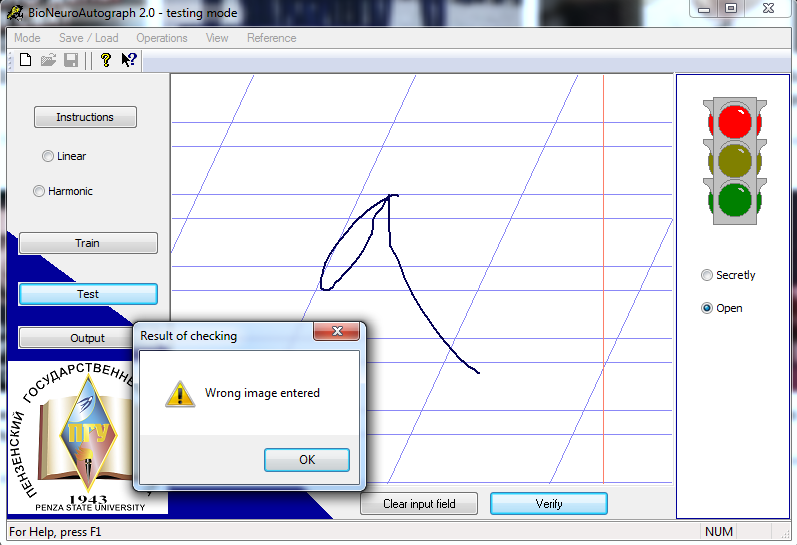 BioNeuroAutograph 2.0 - testing mode
Mode Save / Load Operations View Reference
Instructions
Linear
Harmonic
Train
Test
Output
Secretly
Open
Result of checking
Wrong image entered
OK
ПЕНЗЕНСКИЙ ГОСУДАРСТВЕННЫ
ПГУ
1943
PENZA STATE UNIVERSITY
Clear input field Verify
For Help, press F1 NUM